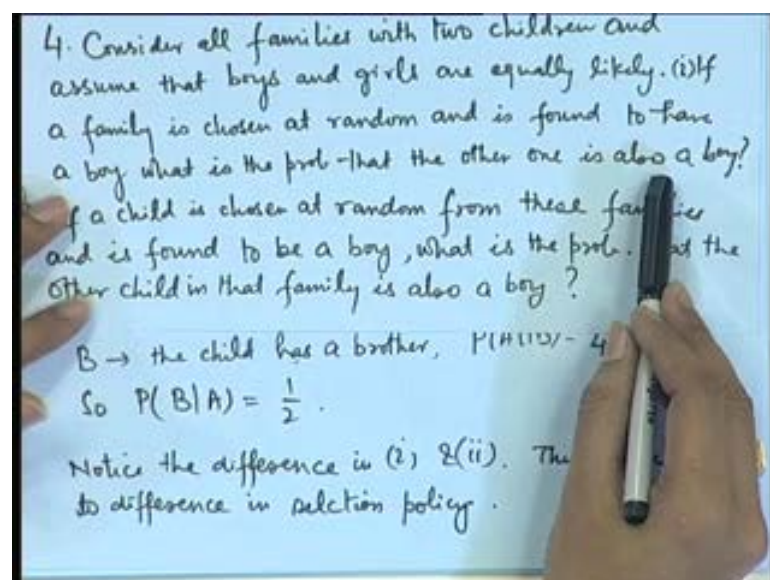 4. Consider all families with two children and
assume that boys and girls are equally likely. (i) If
a family is chosen at random and is found to have
a boy what is the prob. that the other one is also a boy?
If a child is chosen at random from these families
and is found to be a boy, what is the prob. that the
other child in that family is also a boy?
B → the child has a brother, 4
So P(B|A) = 1/2.
Notice the difference in (i) & (ii).
to difference in selction policy.